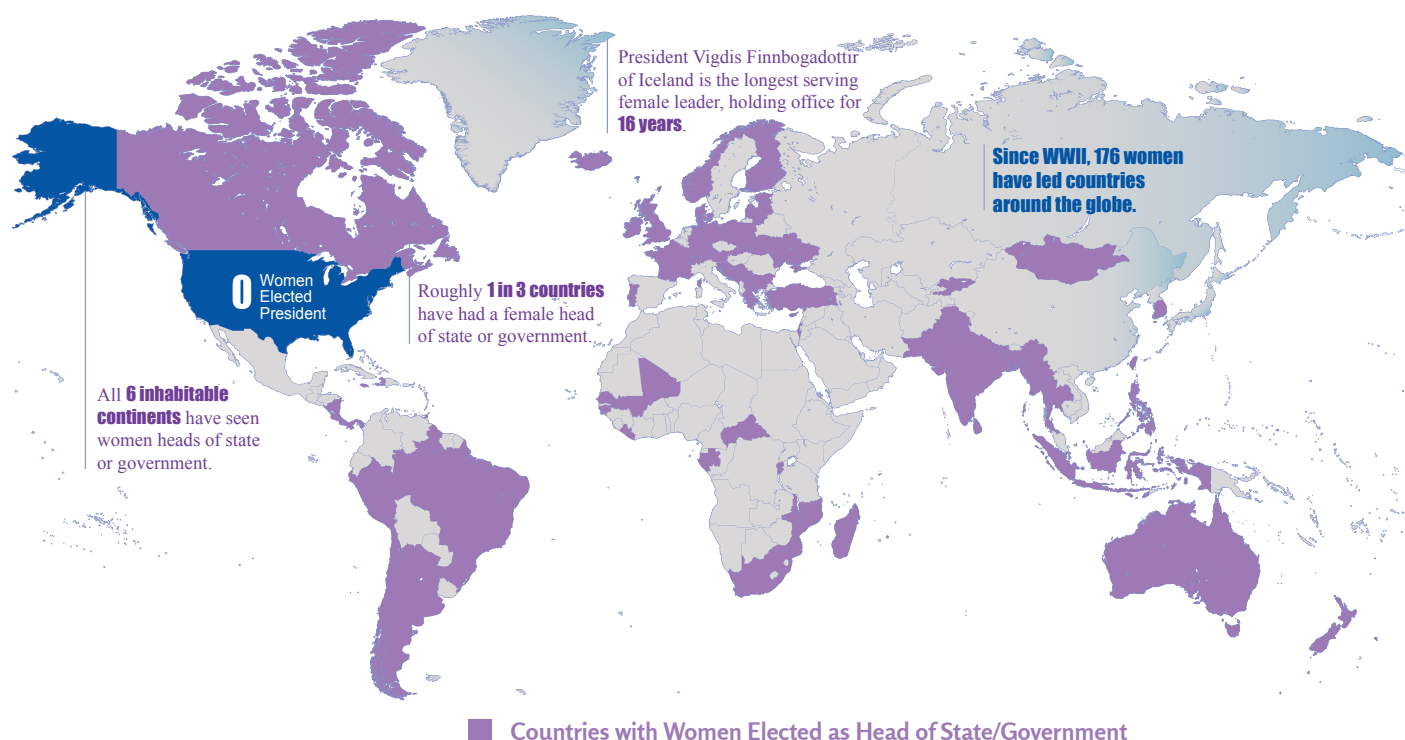 President Vigdis Finnbogadottir
of Iceland is the longest serving
female leader, holding office for
16 years.
Since WWII, 176 women
have led countries
around the globe.
0 Women
Elected
President
Roughly 1 in 3 countries
have had a female head
of state or government.
All 6 inhabitable
continents have seen
women heads of state
or government.
Countries with Women Elected as Head of State/Government